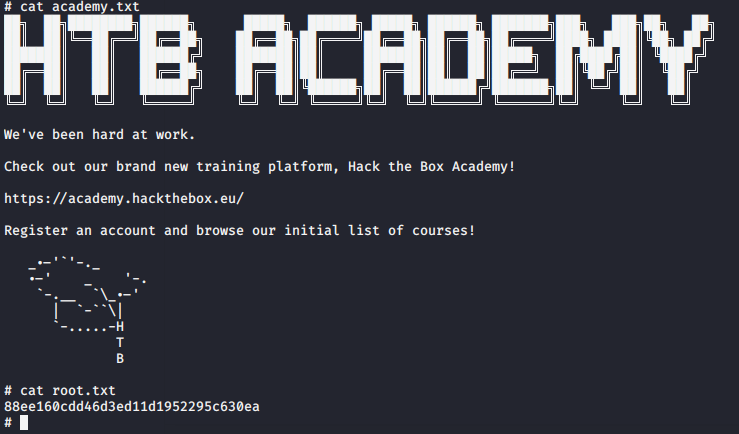 # cat academy.txt
HTB ACADEMY
We've been hard at work.
Check out our brand new training platform, Hack the Box Academy!
https://academy.hackthebox.eu/
Register an account and browse our initial list of courses!
H
T
B
# cat root.txt
88ee160cdd46d3ed11d1952295c630ea
#